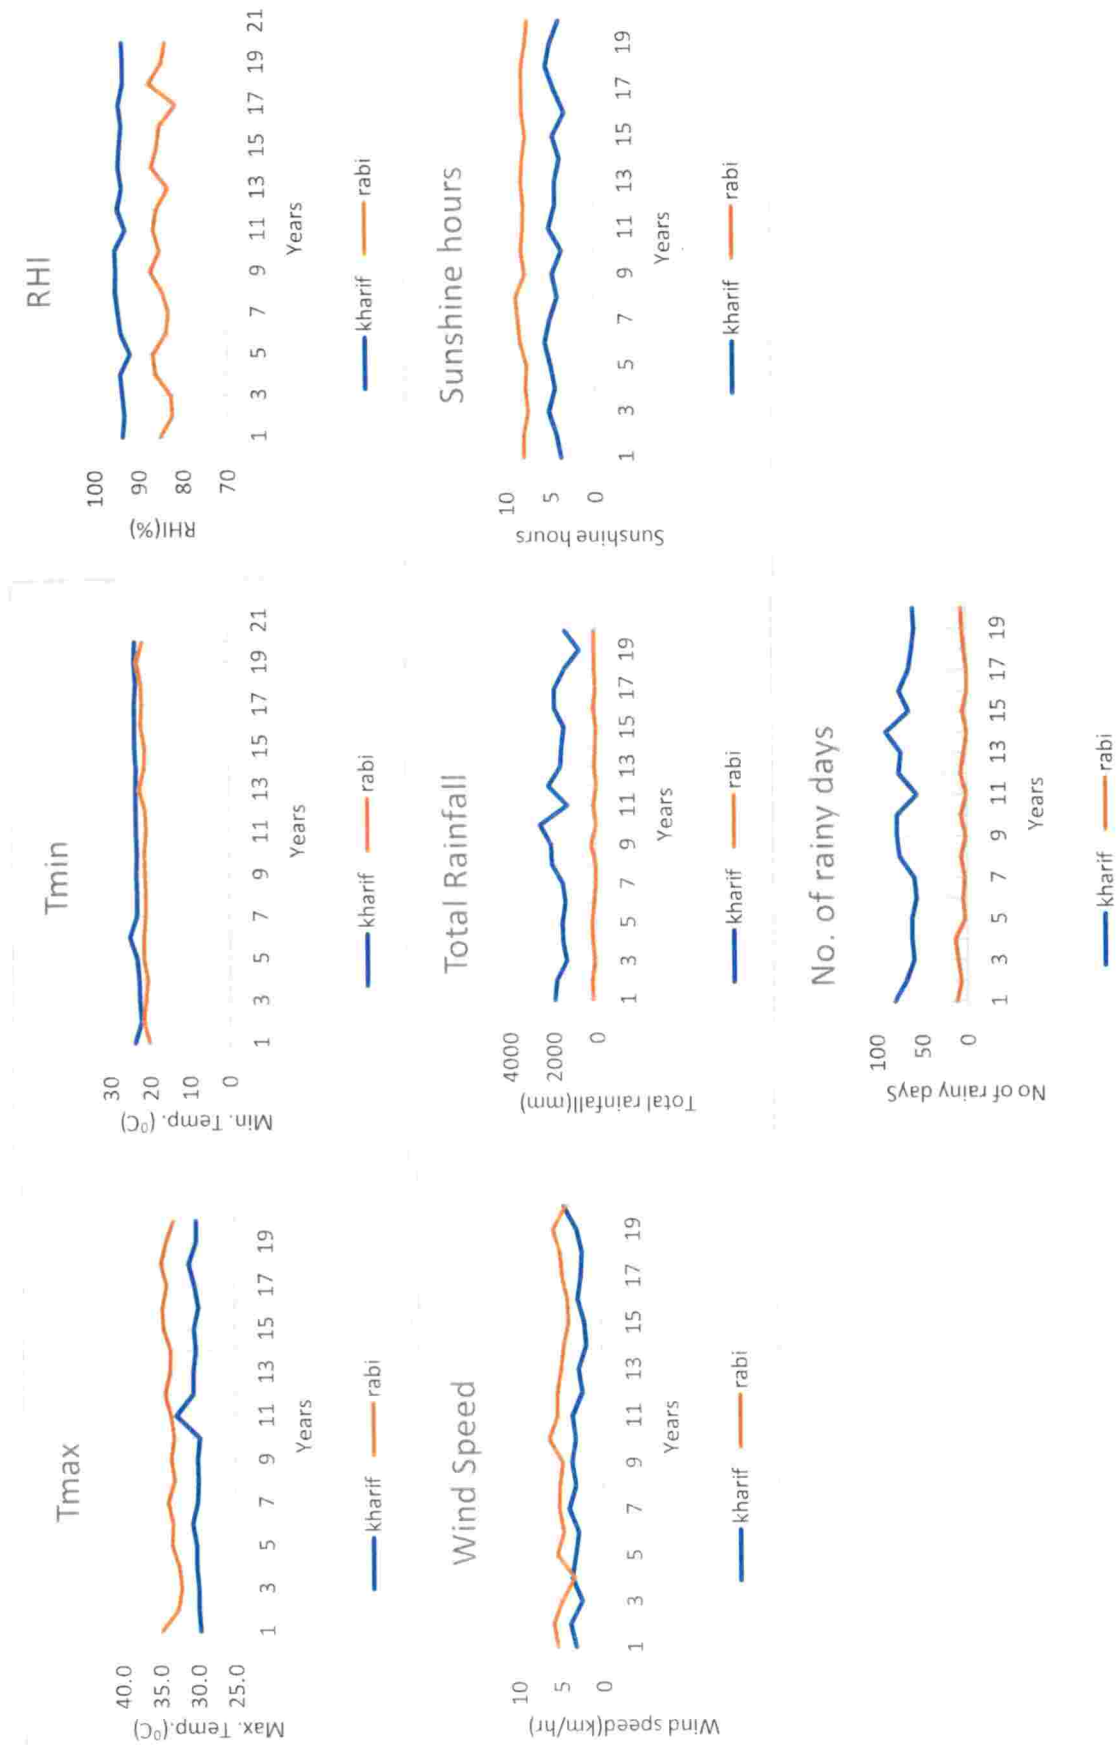 Tmax
Max. Temp.(⁰C)
40.0
35.0
30.0
25.0
1 3 5 7 9 11 13 15 17 19
Years
kharif rabi
Tmin
Min. Temp.(⁰C)
30
20
10
0
1 3 5 7 9 11 13 15 17 19 21
Years
kharif rabi
RHI
RHI(%)
100
90
80
70
1 3 5 7 9 11 13 15 17 19 21
Years
kharif rabi
Wind Speed
Wind speed(km/hr)
10
5
0
1 3 5 7 9 11 13 15 17 19
Years
kharif rabi
Total Rainfall
Total rainfall(mm)
4000
2000
0
1 3 5 7 9 11 13 15 17 19
Years
kharif rabi
Sunshine hours
Sunshine hours
10
5
0
1 3 5 7 9 11 13 15 17 19
Years
kharif rabi
No. of rainy days
No of rainy dayS
100
50
0
1 3 5 7 9 11 13 15 17 19
Years
kharif rabi